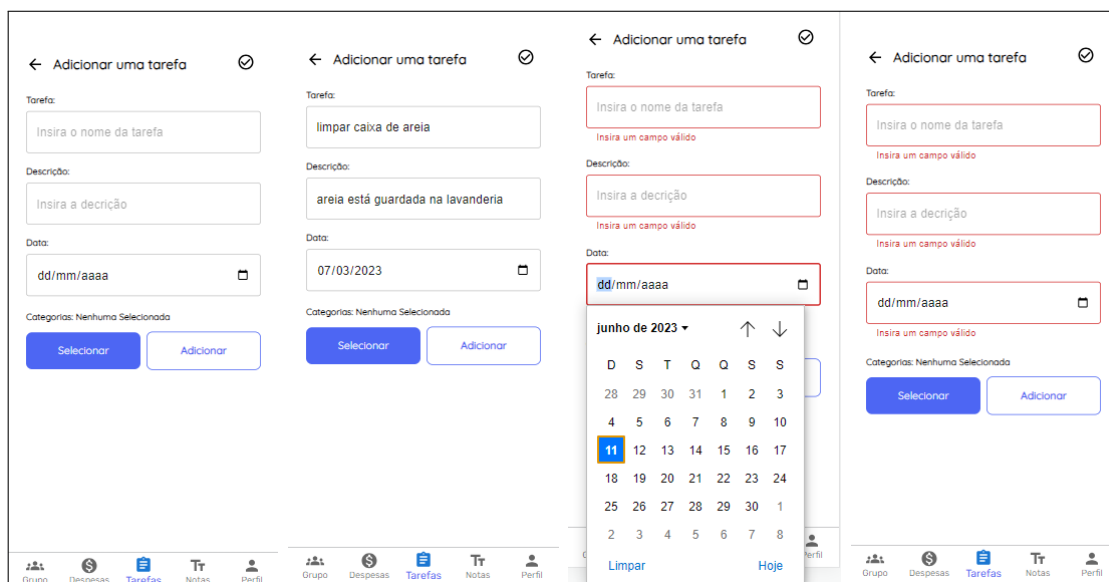 Adicionar uma tarefa
Tarefa:
Insira o nome da tarefa
Descrição:
Insira a decrição
Data:
dd/mm/aaaa
Categorias: Nenhuma Selecionada
Selecionar Adicionar
Grupo Despesas Tarefas Notas Perfil
Adicionar uma tarefa
Tarefa:
limpar caixa de areia
Descrição:
areia está guardada na lavanderia
Data:
07/03/2023
Categorias: Nenhuma Selecionada
Selecionar Adicionar
Grupo Despesas Tarefas Notas Perfil
Adicionar uma tarefa
Tarefa:
Insira o nome da tarefa
Insira um campo válido
Descrição:
Insira a decrição
Insira um campo válido
Data:
dd/mm/aaaa
junho de 2023
D S T Q Q S S
28 29 30 31 1 2 3
4 5 6 7 8 9 10
11 12 13 14 15 16 17
18 19 20 21 22 23 24
25 26 27 28 29 30 1
2 3 4 5 6 7 8
Limpar Hoje
Perfil
Adicionar uma tarefa
Tarefa:
Insira o nome da tarefa
Insira um campo válido
Descrição:
Insira a decrição
Insira um campo válido
Data:
dd/mm/aaaa
Insira um campo válido
Categorias: Nenhuma Selecionada
Selecionar Adicionar
Grupo Despesas Tarefas Notas Perfil